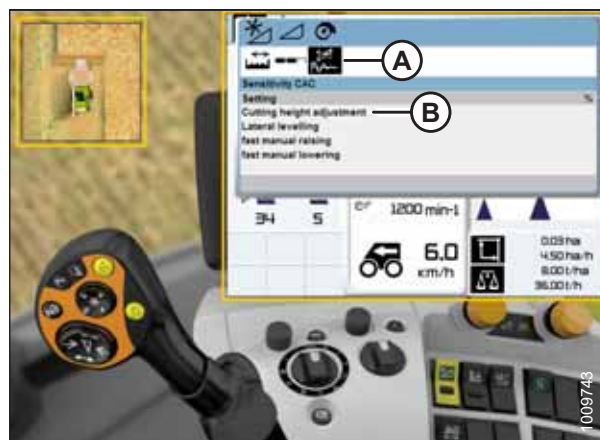 A
Sensitivity CAC
Setting %
Cutting height adjustment
B
Lateral levelling
fast manual raising
fast manual lowering
34 5
1200 min-1
6.0
km/h
0.03 ha
4.50 ha/h
8.00 t/ha
36.00 t/h
1009743